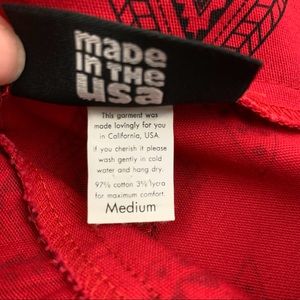 made
in the
usa
This garment was
made lovingly for you
in California, USA.
if you cherish it please
wash gently in cold
water and hang dry.
97% cotton 3% lycra
for maximum comfort.
Medium